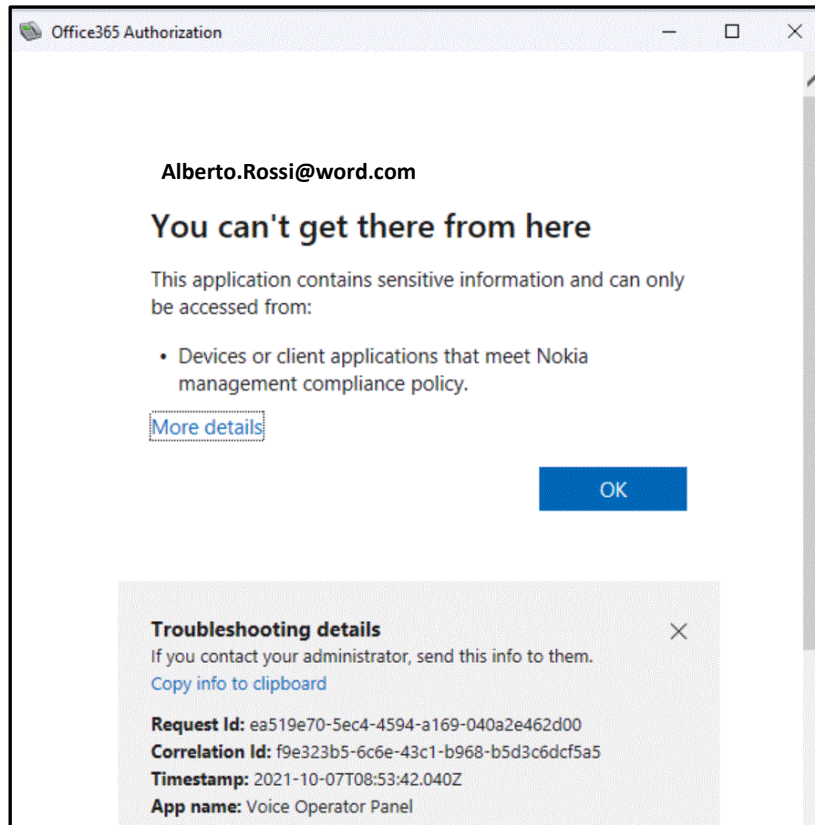 Office365 Authorization
Alberto.Rossi@word.com
You can't get there from here
This application contains sensitive information and can only
be accessed from:
• Devices or client applications that meet Nokia
management compliance policy.
More details
OK
Troubleshooting details
If you contact your administrator, send this info to them.
Copy info to clipboard
Request Id: ea519e70-5ec4-4594-a169-040a2e462d00
Correlation Id: f9e323b5-6c6e-43c1-b968-b5d3c6dcf5a5
Timestamp: 2021-10-07T08:53:42.040Z
App name: Voice Operator Panel